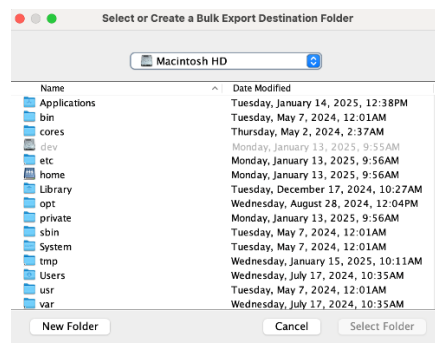 Select or Create a Bulk Export Destination Folder
Macintosh HD
Name Date Modified
Applications Tuesday, January 14, 2025, 12:38PM
bin Tuesday, May 7, 2024, 12:01AM
cores Thursday, May 2, 2024, 2:37AM
dev Monday, January 13, 2025, 9:55AM
etc Monday, January 13, 2025, 9:56AM
home Monday, January 13, 2025, 9:56AM
Library Tuesday, December 17, 2024, 10:27AM
opt Wednesday, August 28, 2024, 12:04PM
private Monday, January 13, 2025, 9:56AM
sbin Tuesday, May 7, 2024, 12:01AM
System Tuesday, May 7, 2024, 12:01AM
tmp Wednesday, January 15, 2025, 10:11AM
Users Wednesday, July 17, 2024, 10:35AM
usr Tuesday, May 7, 2024, 12:01AM
var Wednesday, July 17, 2024, 10:35AM
New Folder Cancel Select Folder